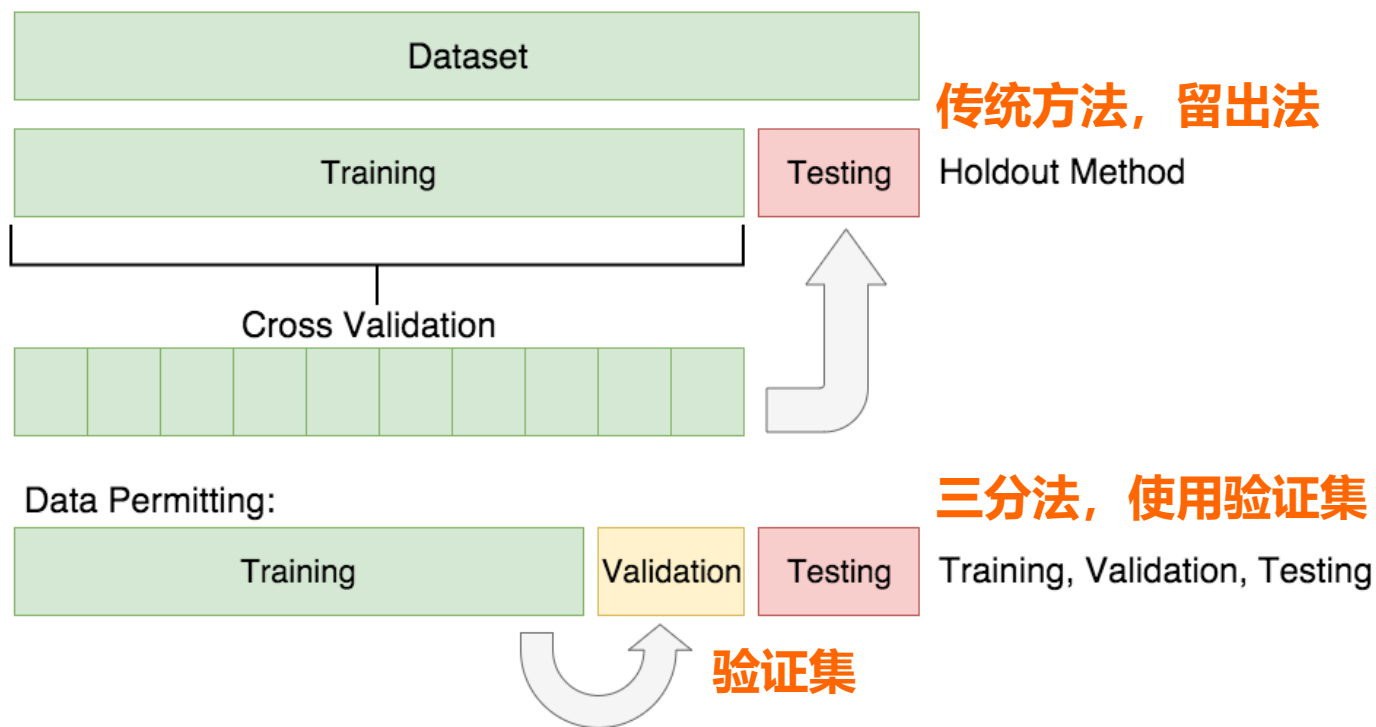 Dataset
传统方法，留出法
Training
Testing
Holdout Method
Cross Validation
Data Permitting:
三分法，使用验证集
Training
Validation
Testing
Training, Validation, Testing
验证集